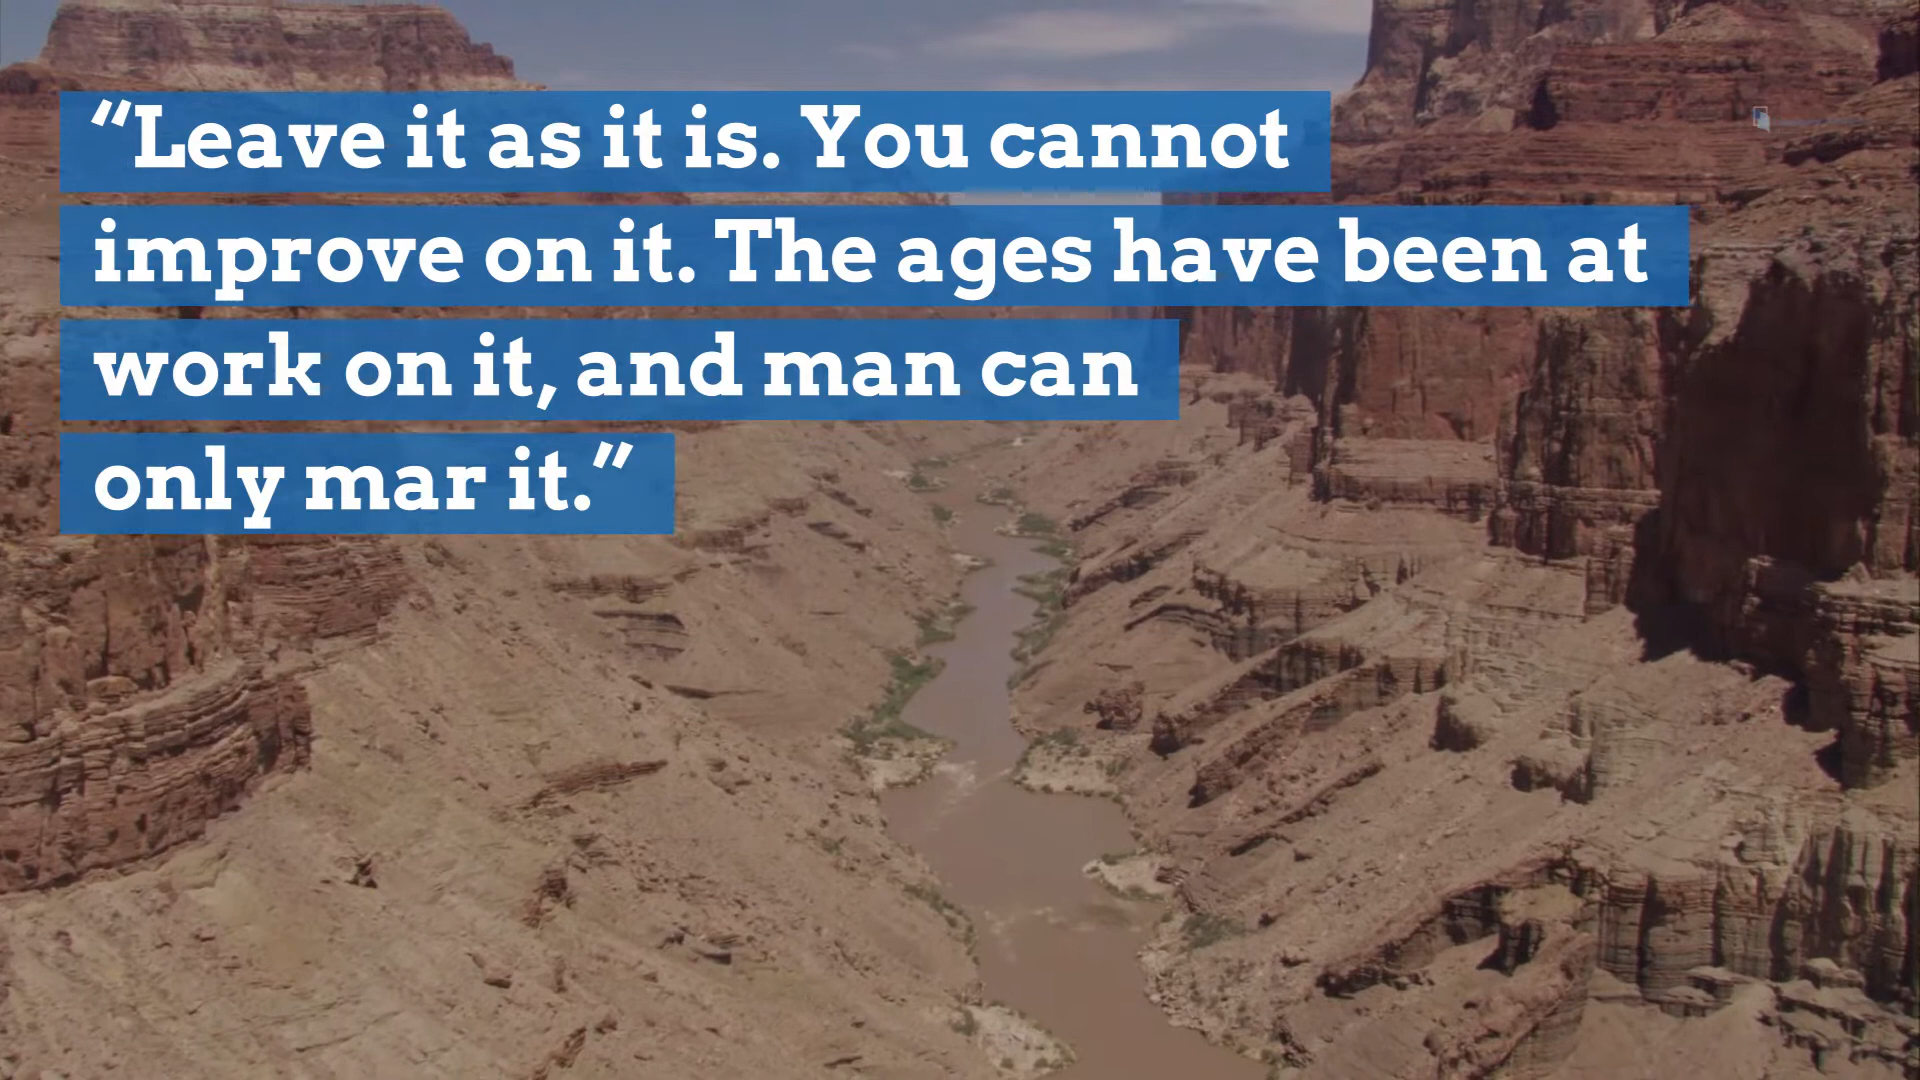 “Leave it as it is. You cannot
improve on it. The ages have been at
work on it, and man can
only mar it.”